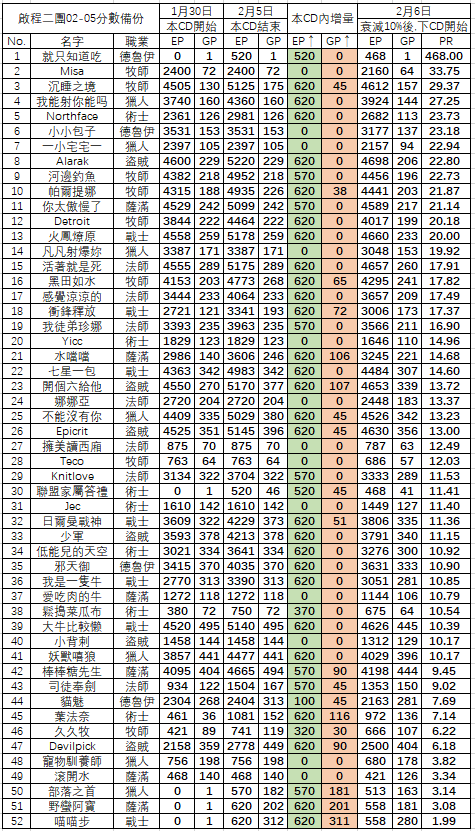 啟程二團02-05分數備份 1月30日 2月5日 本CD內增量 2月6日
本CD開始 本CD結束 衰減10%後.下CD開始
No. 名字 職業 EP GP EP GP EP↑ GP↑ EP GP PR
1 就只知道吃 德魯伊 0 1 520 1 520 0 468 1 468.00
2 Misa 牧師 2400 72 2400 72 0 0 2160 64 33.75
3 沉睡之境 牧師 4505 130 5125 175 620 45 4612 157 29.37
4 我能射你能吗 獵人 3740 160 4360 160 620 0 3924 144 27.25
5 Northface 術士 2361 126 2981 126 620 0 2682 113 23.73
6 小小包子 德魯伊 3531 153 3531 153 0 0 3177 137 23.18
7 一小宅宅一 獵人 2397 105 2397 105 0 0 2157 94 22.94
8 Alarak 盜賊 4600 229 5220 229 620 0 4698 206 22.80
9 河邊釣魚 牧師 4382 218 4952 218 570 0 4456 196 22.73
10 帕爾提娜 牧師 4315 188 4935 226 620 38 4441 203 21.87
11 你太傲慢了 薩滿 4529 242 5099 242 570 0 4589 217 21.14
12 Detroit 牧師 3844 222 4464 222 620 0 4017 199 20.18
13 火鳳燎原 戰士 4558 259 5178 259 620 0 4660 233 20.00
14 凡凡射爆妳 獵人 3387 171 3387 171 0 0 3048 153 19.92
15 活著就是死 法師 4555 289 5175 289 620 0 4657 260 17.91
16 黑田如水 牧師 4153 203 4773 268 620 65 4295 241 17.82
17 感覺涼涼的 法師 3444 233 4064 233 620 0 3657 209 17.49
18 衝鋒釋放 戰士 2721 121 3341 193 620 72 3006 173 17.37
19 我徒弟珍娜 法師 3393 235 3963 235 570 0 3566 211 16.90
20 Yicc 術士 1829 123 1829 123 0 0 1646 110 14.96
21 水噹噹 薩滿 2986 140 3606 246 620 106 3245 221 14.68
22 七星一包 戰士 4363 342 4983 342 620 0 4484 307 14.60
23 開個六給他 盜賊 4550 270 5170 377 620 107 4653 339 13.72
24 娜娜亞 法師 2720 204 2720 204 0 0 2448 183 13.37
25 不能沒有你 獵人 4409 335 5029 380 620 45 4526 342 13.23
26 Epicrit 盜賊 4525 351 5145 396 620 45 4630 356 13.00
27 擁美讀西廂 法師 875 70 875 70 0 0 787 63 12.49
28 Teco 牧師 763 64 763 64 0 0 686 57 12.03
29 Knitlove 法師 3134 322 3704 322 570 0 3333 289 11.53
30 聯盟家屬答禮 術士 0 1 520 46 520 45 468 41 11.41
31 Jec 術士 1610 142 1610 142 0 0 1449 127 11.40
32 日爾曼戰神 戰士 3609 322 4229 373 620 51 3806 335 11.36
33 少軍 盜賊 3593 378 4213 378 620 0 3791 340 11.15
34 低能兒的天空 術士 3021 334 3641 334 620 0 3276 300 10.92
35 邪天御 德魯伊 3415 370 4035 370 620 0 3631 333 10.90
36 我是一隻牛 戰士 2770 313 3390 313 620 0 3051 281 10.85
37 愛吃肉的牛 薩滿 1272 118 1272 118 0 0 1144 106 10.79
38 鬆搗菜瓜布 術士 380 72 750 72 370 0 675 64 10.54
39 大牛比較懶 戰士 4520 495 5140 495 620 0 4626 445 10.39
40 小背刺 盜賊 1458 144 1458 144 0 0 1312 129 10.17
41 妖獸嘻狼 獵人 3857 441 4477 441 620 0 4029 396 10.17
42 棒棒糖先生 薩滿 4095 404 4665 494 570 90 4198 444 9.45
43 司徒奉劍 法師 934 122 1504 167 570 45 1353 150 9.02
44 貓魅 德魯伊 2304 268 2404 313 100 45 2163 281 7.69
45 葉法奈 術士 461 36 1081 152 620 116 972 136 7.14
46 久久牧 牧師 421 89 741 119 320 30 666 107 6.22
47 Devilpick 盜賊 2158 359 2778 449 620 90 2500 404 6.18
48 寵物馴養師 獵人 756 198 756 198 0 0 680 178 3.82
49 滾開水 薩滿 468 140 468 140 0 0 421 126 3.34
50 部落之首 獵人 0 1 570 182 570 181 513 163 3.14
51 野蠻阿寶 薩滿 0 1 620 202 620 201 558 181 3.08
52 喵喵步 戰士 0 1 620 312 620 311 558 280 1.99